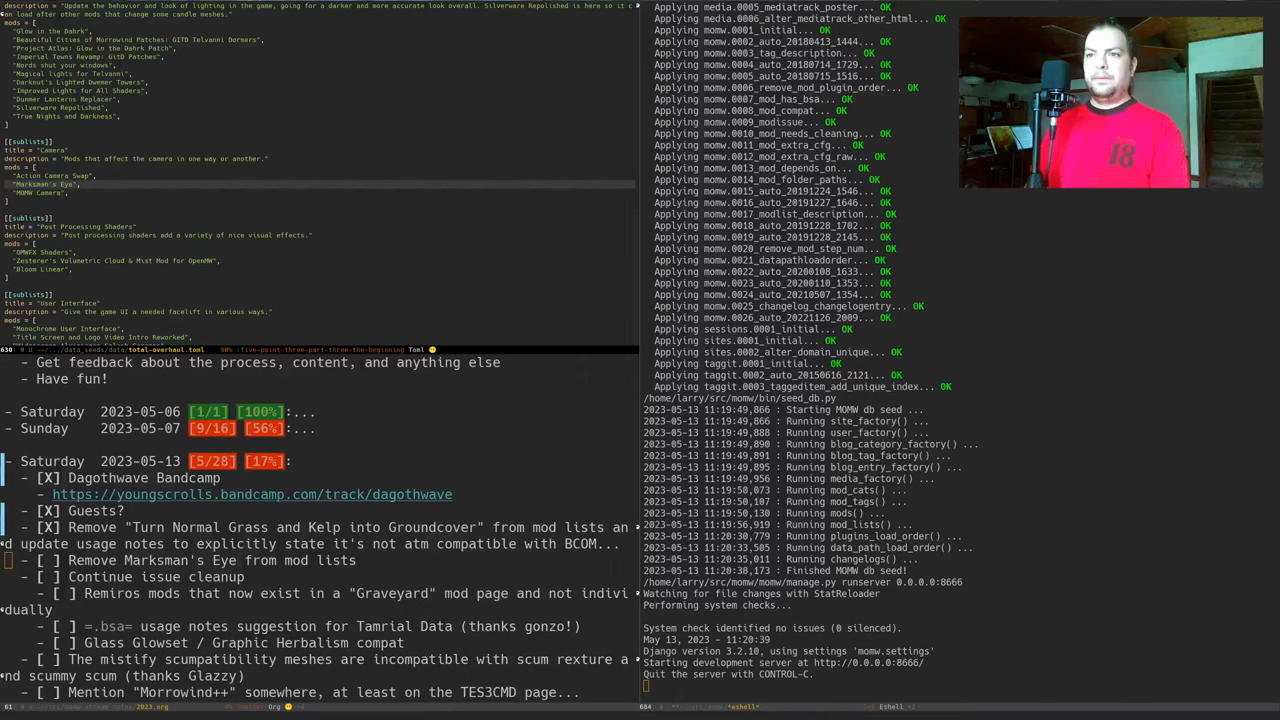 description = "Update the behavior and look of lighting in the game, going for a darker and more accurate look overall. Silverware Repolished is here so it c
an load after mods that change some candle meshes."
mods = [
"Glow in the Dahrk",
"Beautiful Cities of Morrowind Patches: GITD Telvanni Dormers",
"Project Atlas: Glow in the Dahrk Patch",
"Imperial Towns Revamp: GitD Patches",
"Nords shut your windows",
"Magical lights for Telvanni",
"Darknut's Lighted Dwemer Towers",
"Improved Lights for All Shaders",
"Dunmer Lanterns Replacer",
"Silverware Repolished",
"True Nights and Darkness",
]
[[sublists]]
title = "Camera"
description = "Mods that affect the camera in one way or another."
mods = [
"Action Camera Swap",
"Marksman's Eye",
"MOMW Camera",
]
[[sublists]]
title = "Post Processing Shaders"
description = "Post processing shaders add a variety of nice visual effects."
mods = [
"OMWFX Shaders",
"Zesterer's Volumetric Cloud & Mist Mod for OpenMW",
"Bloom Linear",
]
[[sublists]]
title = "User Interface"
description = "Give the game UI a needed facelift in various ways."
mods = [
"Monochrome User Interface",
"Title Screen and Logo Video Intro Reworked",
total-overhaul.toml 90% :five-point-three-part-three-the-beginning Toml
- Get feedback about the process, content, and anything else
- Have fun!
- Saturday 2023-05-06 [1/1] [100%]:...
- Sunday 2023-05-07 [9/16] [56%]:...
- Saturday 2023-05-13 [5/28] [17%]:
- [X] Dagothwave Bandcamp
- https://youngscrolls.bandcamp.com/track/dagothwave
- [X] Guests?
- [X] Remove "Turn Normal Grass and Kelp into Groundcover" from mod lists an
d update usage notes to explicitly state it's not atm compatible with BCOM...
- [ ] Remove Marksman's Eye from mod lists
- [ ] Continue issue cleanup
- [ ] Remiros mods that now exist in a "Graveyard" mod page and not indivi
dually
- [ ] =.bsa= usage notes suggestion for Tamrial Data (thanks gonzo!)
- [ ] Glass Glowset / Graphic Herbalism compat
- [ ] The mistify scumpatibility meshes are incompatible with scum rexture a
nd scummy scum (thanks Glazzy)
- [ ] Mention "Morrowind++" somewhere, at least on the TES3CMD page...
2023.org Org
Applying media.0005_mediatrack_poster... OK
Applying media.0006_alter_mediatrack_other_html... OK
Applying momw.0001_initial... OK
Applying momw.0002_auto_20180413_1444... OK
Applying momw.0003_tag_description... OK
Applying momw.0004_auto_20180714_1729... OK
Applying momw.0005_auto_20180715_1516... OK
Applying momw.0006_remove_mod_plugin_order... OK
Applying momw.0007_mod_has_bsa... OK
Applying momw.0008_mod_compat... OK
Applying momw.0009_modissue... OK
Applying momw.0010_mod_needs_cleaning... OK
Applying momw.0011_mod_extra_cfg... OK
Applying momw.0012_mod_extra_cfg_raw... OK
Applying momw.0013_mod_depends_on... OK
Applying momw.0014_mod_folder_paths... OK
Applying momw.0015_auto_20191224_1546... OK
Applying momw.0016_auto_20191227_1646... OK
Applying momw.0017_modlist_description... OK
Applying momw.0018_auto_20191228_1702... OK
Applying momw.0019_auto_20191228_2145... OK
Applying momw.0020_remove_mod_step_num... OK
Applying momw.0021_datapathloadorder... OK
Applying momw.0022_auto_20200108_1633... OK
Applying momw.0023_auto_20200110_1353... OK
Applying momw.0024_auto_20210507_1354... OK
Applying momw.0025_changelog_changelogentry... OK
Applying momw.0026_auto_20221126_2009... OK
Applying sessions.0001_initial... OK
Applying sites.0001_initial... OK
Applying sites.0002_alter_domain_unique... OK
Applying taggit.0001_initial... OK
Applying taggit.0002_auto_20150616_2121... OK
Applying taggit.0003_taggeditem_add_unique_index... OK
/home/larry/src/momw/bin/seed_db.py
2023-05-13 11:19:49,866 : Starting MOMW db seed ...
2023-05-13 11:19:49,866 : Running site_factory() ...
2023-05-13 11:19:49,888 : Running user_factory() ...
2023-05-13 11:19:49,890 : Running blog_category_factory() ...
2023-05-13 11:19:49,891 : Running blog_tag_factory() ...
2023-05-13 11:19:49,895 : Running blog_entry_factory() ...
2023-05-13 11:19:49,956 : Running media_factory() ...
2023-05-13 11:19:50,073 : Running mod_cats() ...
2023-05-13 11:19:50,107 : Running mod_tags() ...
2023-05-13 11:19:50,130 : Running mods() ...
2023-05-13 11:19:56,919 : Running mod_lists() ...
2023-05-13 11:20:30,779 : Running plugins_load_order() ...
2023-05-13 11:20:33,505 : Running data_path_load_order() ...
2023-05-13 11:20:35,011 : Running changelogs() ...
2023-05-13 11:20:38,173 : Finished MOMW db seed!
/home/larry/src/momw/momw/manage.py runserver 0.0.0.0:8666
Watching for file changes with StatReloader
Performing system checks...
System check identified no issues (0 silenced).
May 13, 2023 - 11:20:39
Django version 3.2.10, using settings 'momw.settings'
Starting development server at http://0.0.0.0:8666/
Quit the server with CONTROL-C.
*eshell* Eshell
18